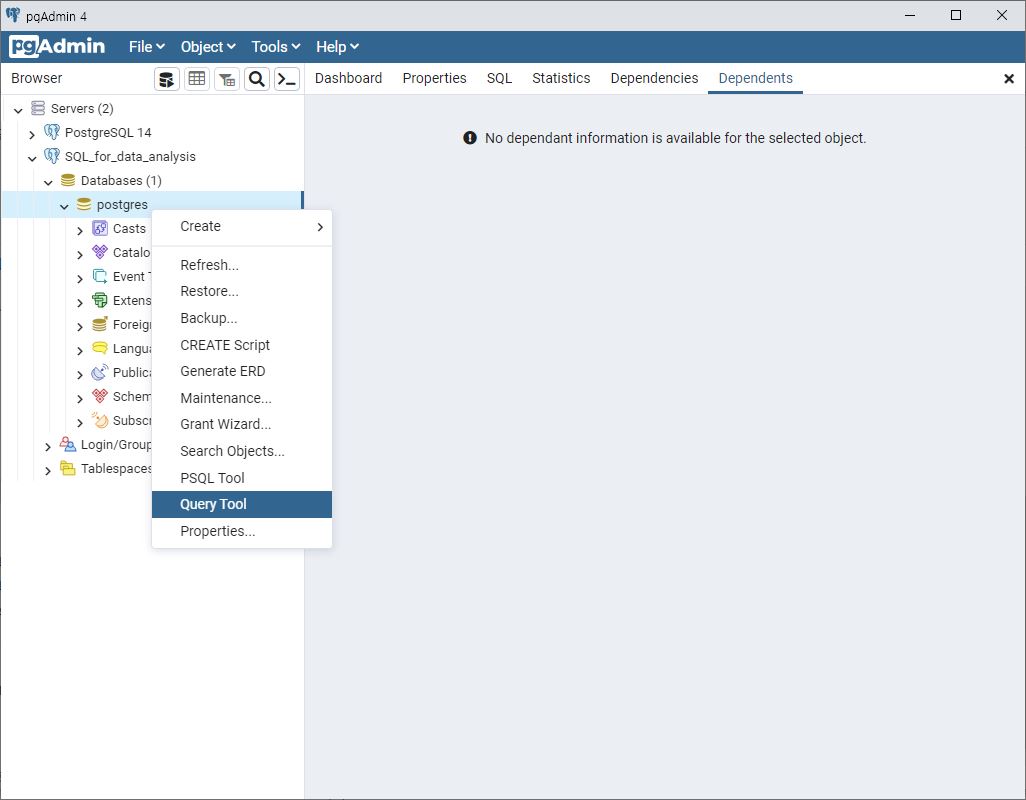 pgAdmin 4
pgAdmin File Object Tools Help
Browser Dashboard Properties SQL Statistics Dependencies Dependents
Servers (2)
PostgreSQL 14
No dependant information is available for the selected object.
SQL_for_data_analysis
Databases (1)
postgres
Casts
Catalo
Event T
Extens
Foreig
Langua
Publica
Schem
Subscr
Login/Group
Tablespaces
Create
Refresh...
Restore...
Backup...
CREATE Script
Generate ERD
Maintenance...
Grant Wizard...
Search Objects...
PSQL Tool
Query Tool
Properties...